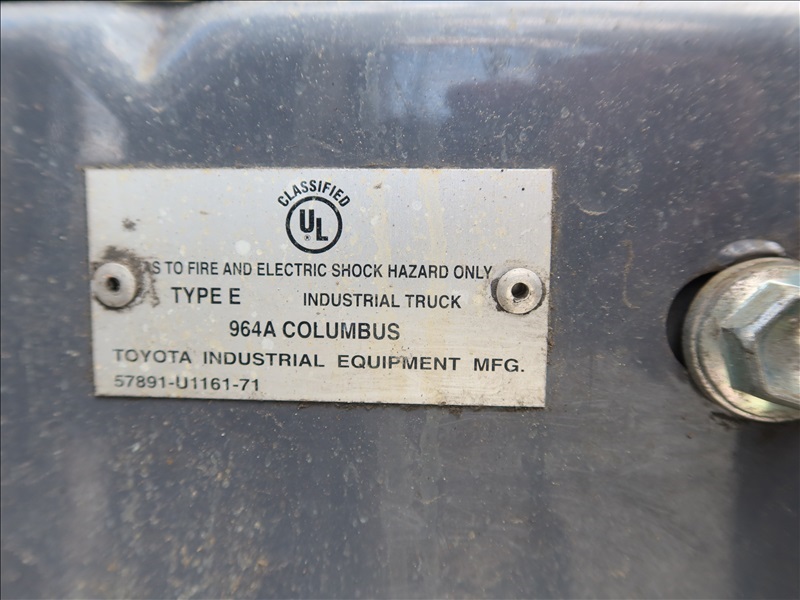 CLASSIFIED
UL
®
AS TO FIRE AND ELECTRIC SHOCK HAZARD ONLY
TYPE E INDUSTRIAL TRUCK
964A COLUMBUS
TOYOTA INDUSTRIAL EQUIPMENT MFG.
57891-U1161-71